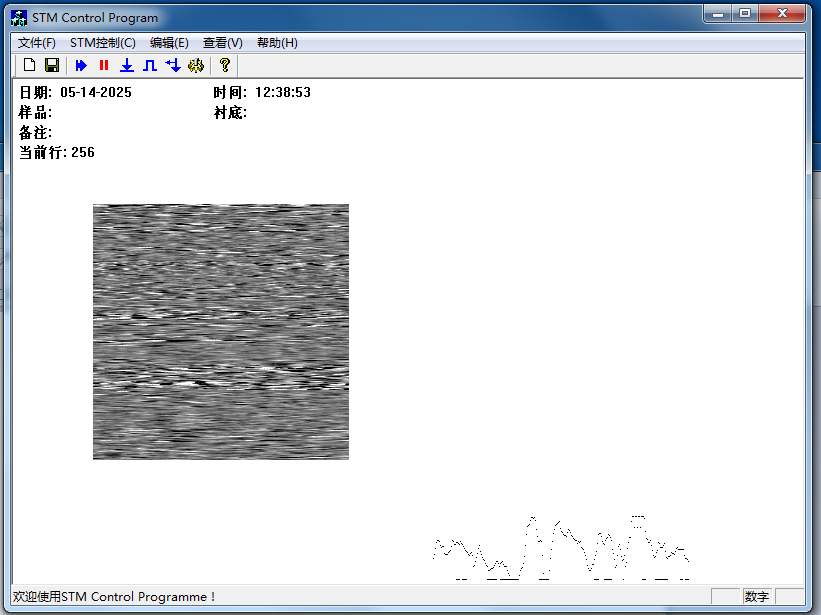 STM Control Program
文件(F) STM控制(C) 编辑(E) 查看(V) 帮助(H)
日期: 05-14-2025 时间: 12:38:53
样品: 衬底:
备注:
当前行: 256
欢迎使用STM Control Programme！ 数字